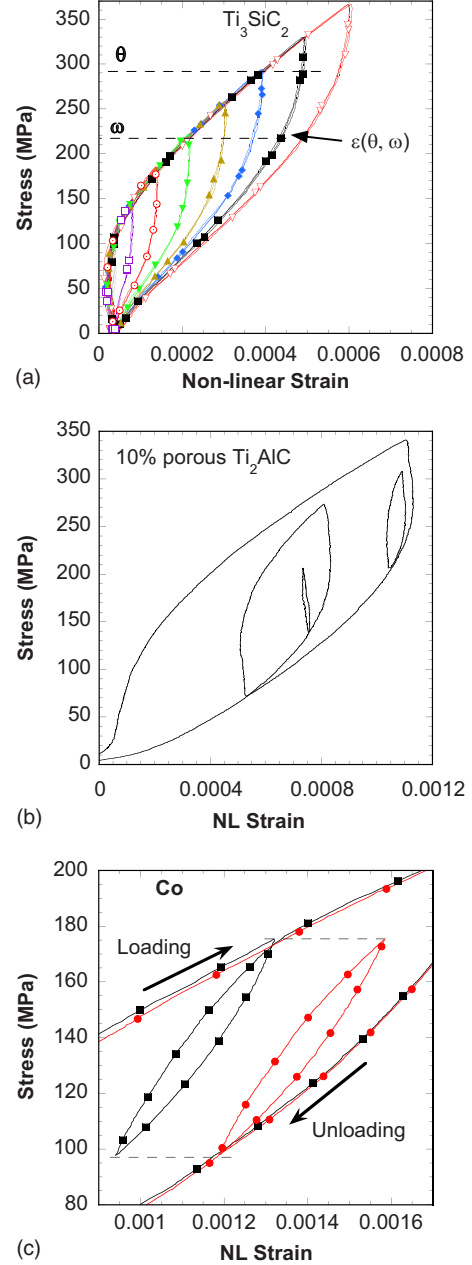 Ti₃SiC₂
350
300
250
200
150
100
50
0
θ
ω
ε(θ, ω)
Stress (MPa)
0 0.0002 0.0004 0.0006 0.0008
Non-linear Strain
(a)
350
300
250
200
150
100
50
0
10% porous Ti₂AlC
Stress (MPa)
0 0.0004 0.0008 0.0012
NL Strain
(b)
200
180
160
140
120
100
80
Co
Loading
Unloading
Stress (MPa)
0.001 0.0012 0.0014 0.0016
NL Strain
(c)